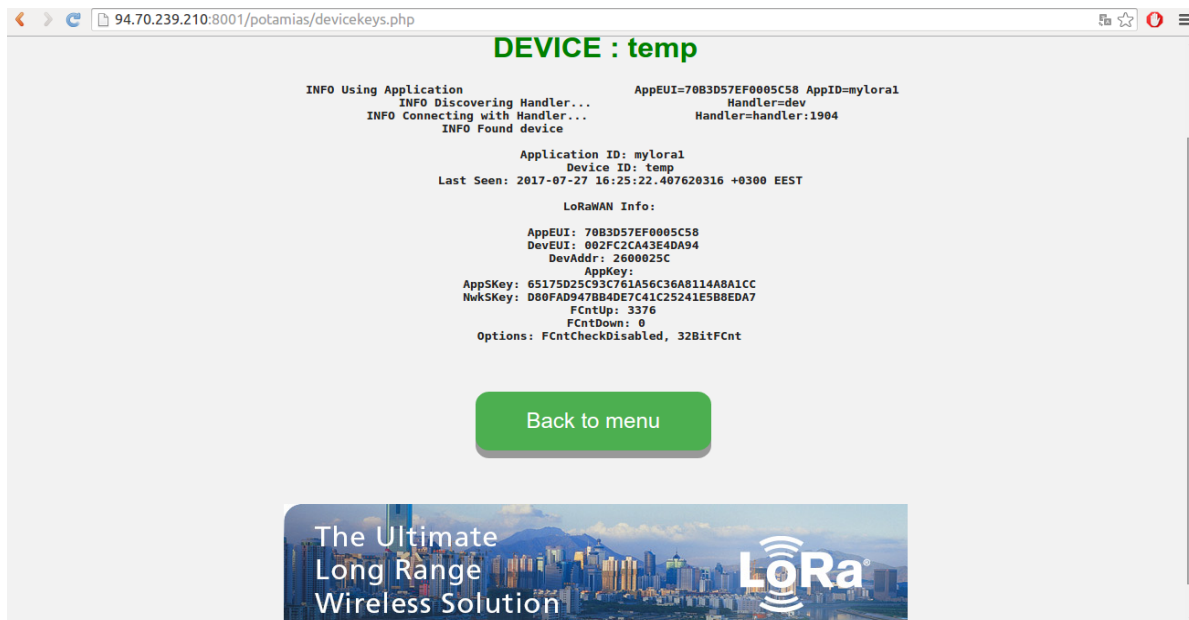 94.70.239.210:8001/potamias/devicekeys.php
DEVICE : temp
INFO Using Application AppEUI=70B3D57EF0005C58 AppID=mylora1
INFO Discovering Handler... Handler=dev
INFO Connecting with Handler... Handler=handler:1904
INFO Found device
Application ID: mylora1
Device ID: temp
Last Seen: 2017-07-27 16:25:22.407620316 +0300 EEST
LoRaWAN Info:
AppEUI: 70B3D57EF0005C58
DevEUI: 002FC2CA43E4DA94
DevAddr: 2600025C
AppKey:
AppSKey: 65175D25C93C761A56C36A8114A8A1CC
NwkSKey: D80FAD947BB4DE7C41C25241E5B8EDA7
FCntUp: 3376
FCntDown: 0
Options: FCntCheckDisabled, 32BitFCnt
Back to menu
The Ultimate
Long Range
Wireless Solution
LoRa®